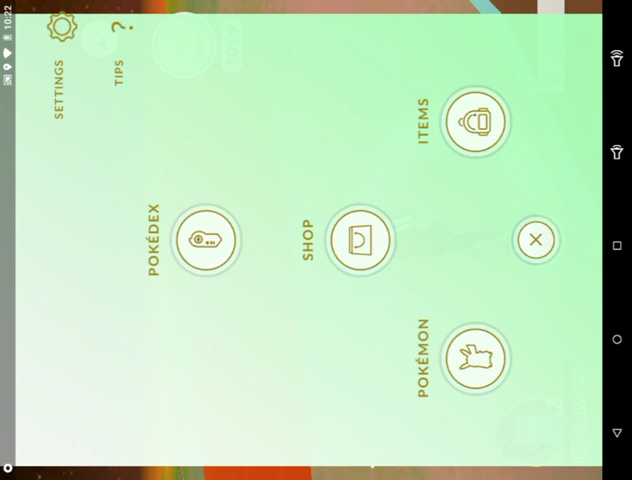 10:22
SETTINGS
TIPS
?
POKÉDEX
SHOP
ITEMS
POKÉMON